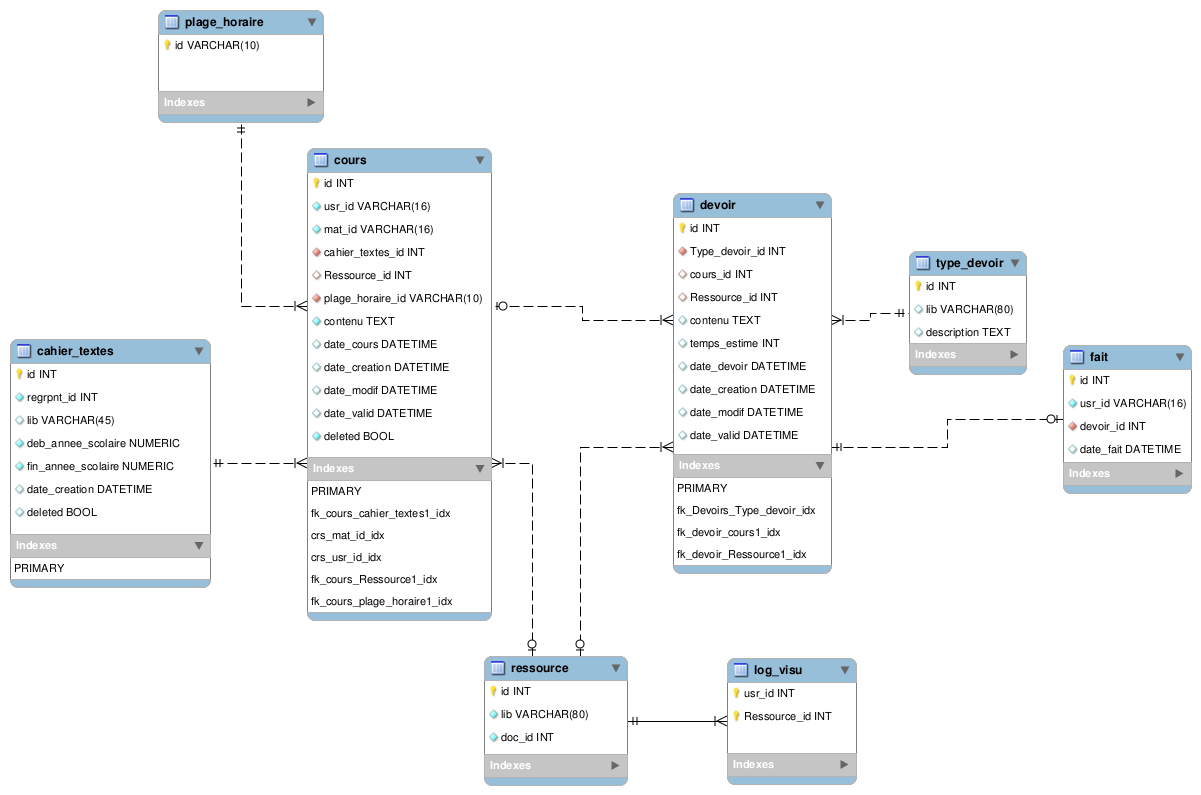 plage_horaire
id VARCHAR(10)
Indexes
cours
id INT
usr_id VARCHAR(16)
mat_id VARCHAR(16)
cahier_textes_id INT
Ressource_id INT
plage_horaire_id VARCHAR(10)
contenu TEXT
date_cours DATETIME
date_creation DATETIME
date_modif DATETIME
date_valid DATETIME
deleted BOOL
Indexes
PRIMARY
fk_cours_cahier_textes1_idx
crs_mat_id_idx
crs_usr_id_idx
fk_cours_Ressource1_idx
fk_cours_plage_horaire1_idx
devoir
id INT
Type_devoir_id INT
cours_id INT
Ressource_id INT
contenu TEXT
temps_estime INT
date_devoir DATETIME
date_creation DATETIME
date_modif DATETIME
date_valid DATETIME
Indexes
PRIMARY
fk_Devoirs_Type_devoir_idx
fk_devoir_cours1_idx
fk_devoir_Ressource1_idx
type_devoir
id INT
lib VARCHAR(80)
description TEXT
Indexes
cahier_textes
id INT
regrpnt_id INT
lib VARCHAR(45)
deb_annee_scolaire NUMERIC
fin_annee_scolaire NUMERIC
date_creation DATETIME
deleted BOOL
Indexes
PRIMARY
fait
id INT
usr_id VARCHAR(16)
devoir_id INT
date_fait DATETIME
Indexes
ressource
id INT
lib VARCHAR(80)
doc_id INT
Indexes
log_visu
usr_id INT
Ressource_id INT
Indexes